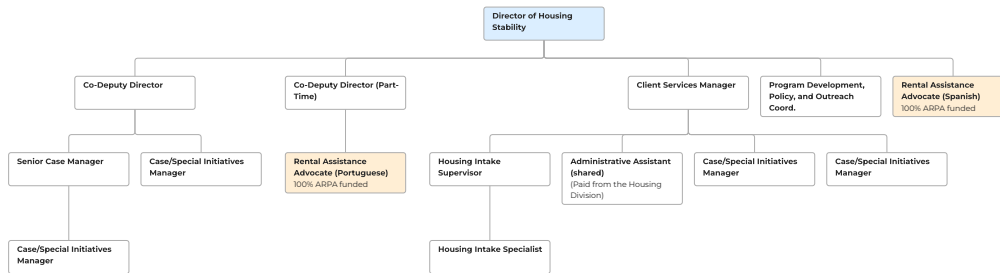 Director of Housing
Stability
Co-Deputy Director
Co-Deputy Director (Part-
Time)
Client Services Manager
Program Development,
Policy, and Outreach
Coord.
Rental Assistance
Advocate (Spanish)
100% ARPA funded
Senior Case Manager
Case/Special Initiatives
Manager
Rental Assistance
Advocate (Portuguese)
100% ARPA funded
Housing Intake
Supervisor
Administrative Assistant
(shared)
(Paid from the Housing
Division)
Case/Special Initiatives
Manager
Case/Special Initiatives
Manager
Case/Special Initiatives
Manager
Housing Intake Specialist